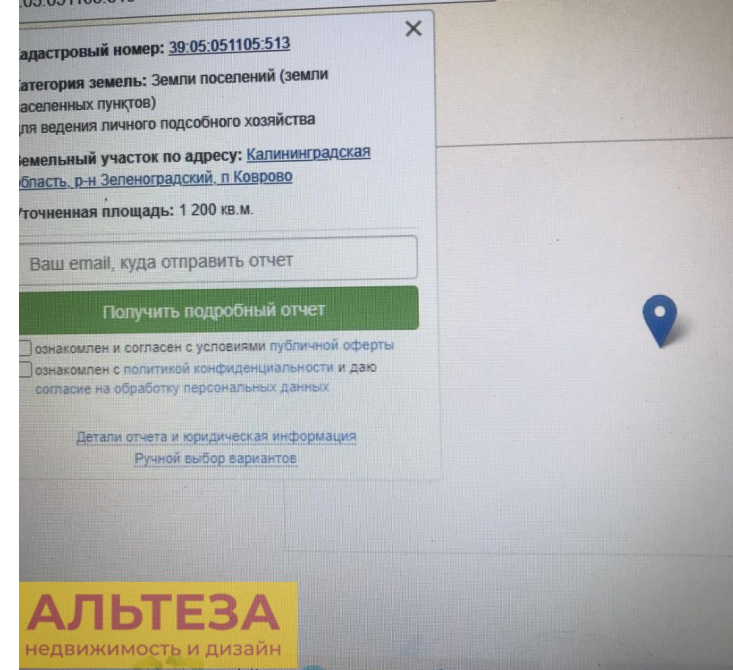 адастровый номер: 39:05:051105:513
атегория земель: Земли поселений (земли
аселенных пунктов)
ля ведения личного подсобного хозяйства
емельный участок по адресу: Калининградская
бласть, р-н Зеленоградский, п Коврово
точненная площадь: 1 200 кв.м.
Ваш email, куда отправить отчет
Получить подробный отчет
ознакомлен и согласен с условиями публичной оферты
ознакомлен с политикой конфиденциальности и даю
согласие на обработку персональных данных
Детали отчета и юридическая информация
Ручной выбор вариантов
АЛЬТЕЗА
недвижимость и дизайн